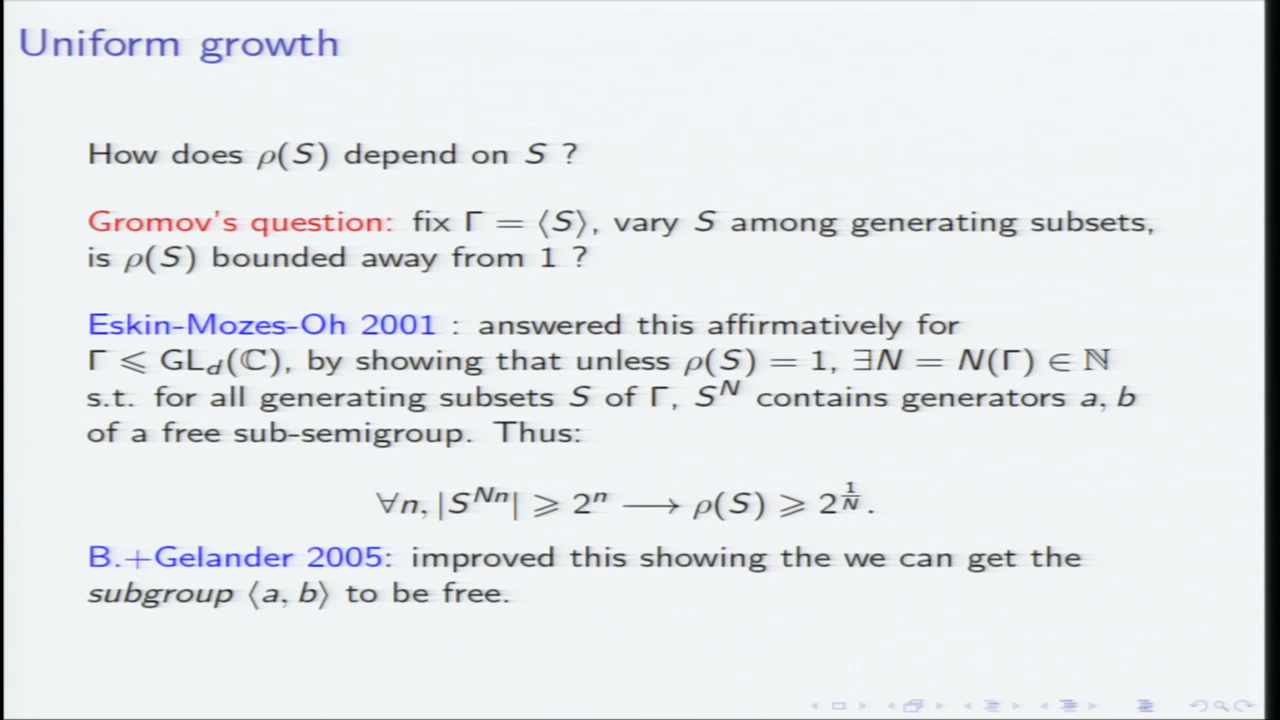 Uniform growth
How does ρ(S) depend on S ?
Gromov's question: fix Γ = ⟨S⟩, vary S among generating subsets,
is ρ(S) bounded away from 1 ?
Eskin-Mozes-Oh 2001 : answered this affirmatively for
Γ ⩽ GL_d(ℂ), by showing that unless ρ(S) = 1, ∃N = N(Γ) ∈ ℕ
s.t. for all generating subsets S of Γ, S^N contains generators a, b
of a free sub-semigroup. Thus:
∀n, |S^{Nn}| ⩾ 2^n ⟶ ρ(S) ⩾ 2^{1/N}.
B.+Gelander 2005: improved this showing the we can get the
subgroup ⟨a, b⟩ to be free.